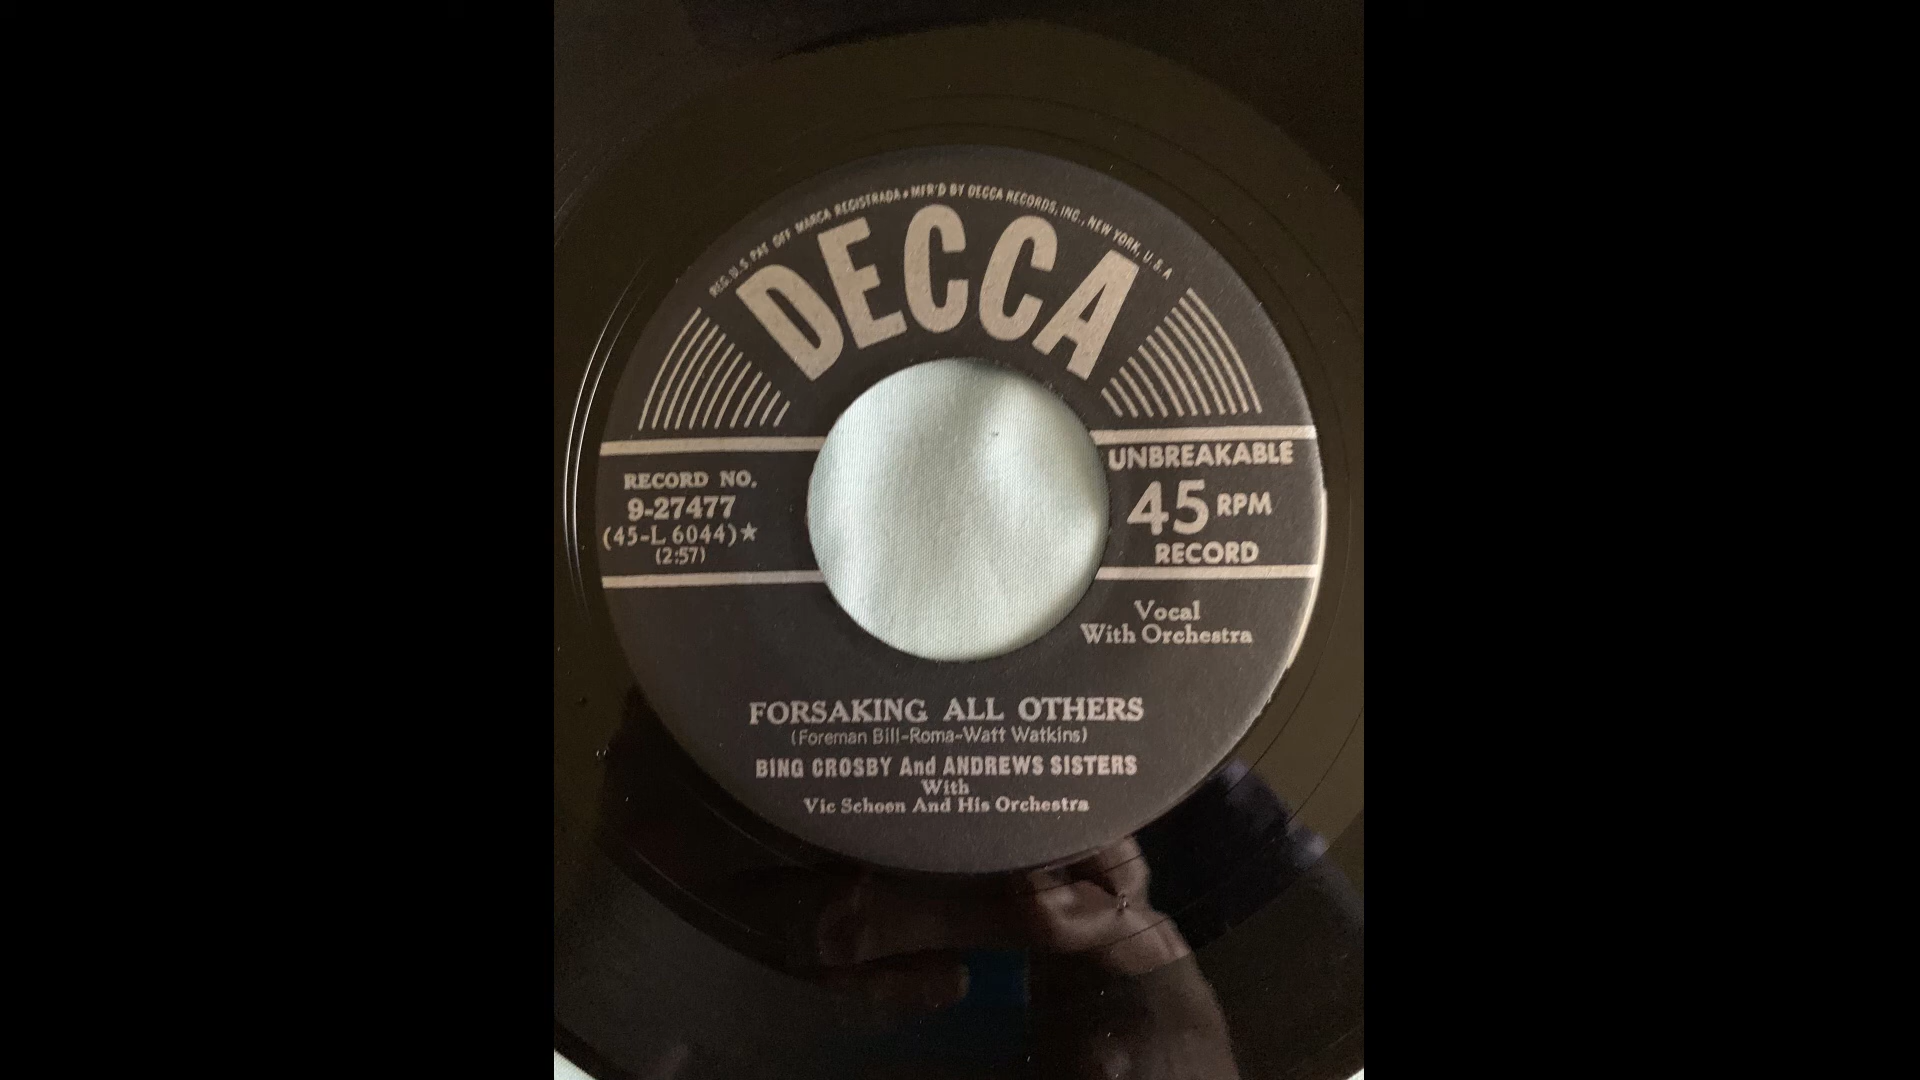 REG. U.S. PAT. OFF. MARCA REGISTRADA • MFR'D BY DECCA RECORDS, INC., NEW YORK, U.S.A.
DECCA
RECORD NO.
9-27477
(45-L 6044)★
(2:57)
UNBREAKABLE
45 RPM
RECORD
Vocal
With Orchestra
FORSAKING ALL OTHERS
(Foreman Bill-Roma-Watt Watkins)
BING CROSBY And ANDREWS SISTERS
With
Vic Schoen And His Orchestra